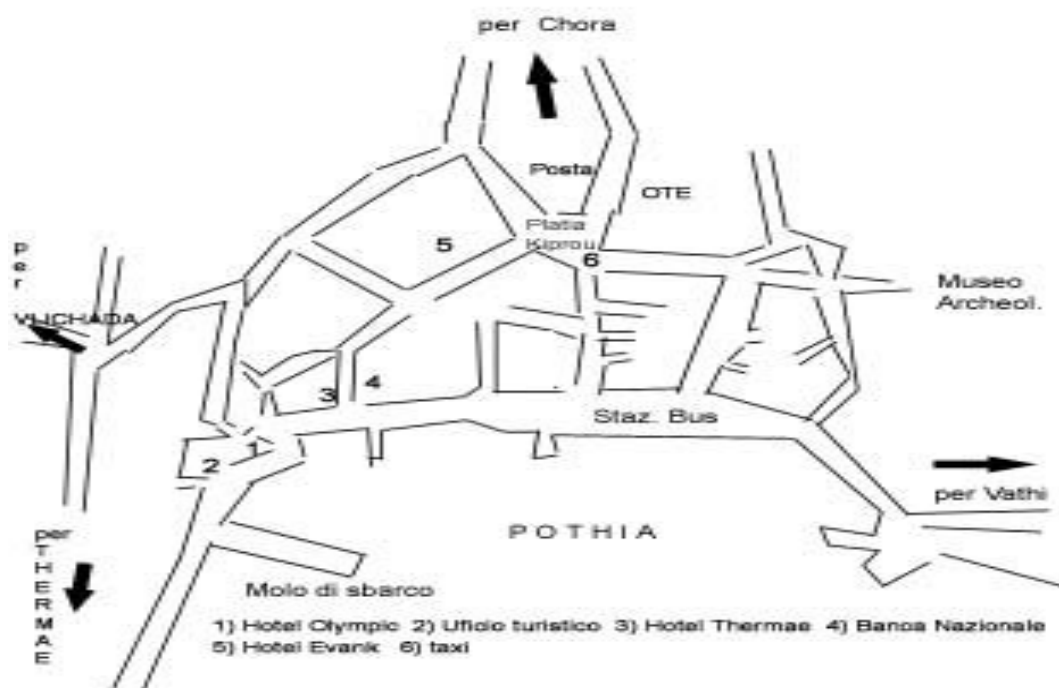 per Chora
Posta
OTE
Platia
Kiprou
5
6
per
VLICHADA
Museo
Archeol.
3
4
Staz. Bus
1
2
per Vathi
per
THERMAE
POTHIA
Molo di sbarco
1) Hotel Olympic 2) Uficio turistico 3) Hotel Thermae 4) Banca Nazionale
5) Hotel Evank 6) taxi